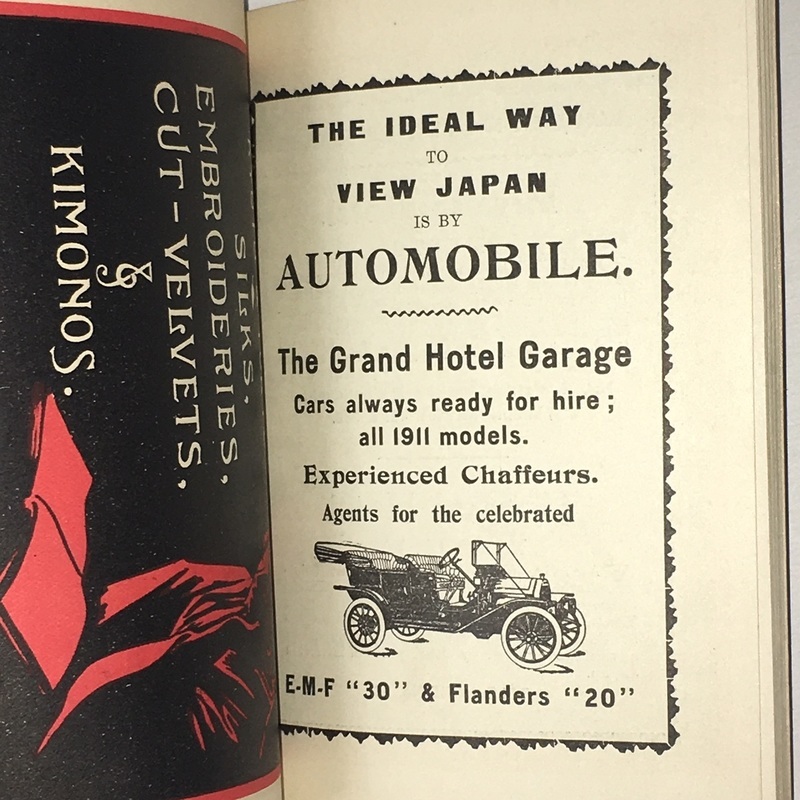 SILKS,
EMBROIDERIES,
CUT-VELVETS,
&
KIMONOS.
THE IDEAL WAY
TO
VIEW JAPAN
IS BY
AUTOMOBILE.
The Grand Hotel Garage
Cars always ready for hire;
all 1911 models.
Experienced Chaffeurs.
Agents for the celebrated
E-M-F "30" & Flanders "20"